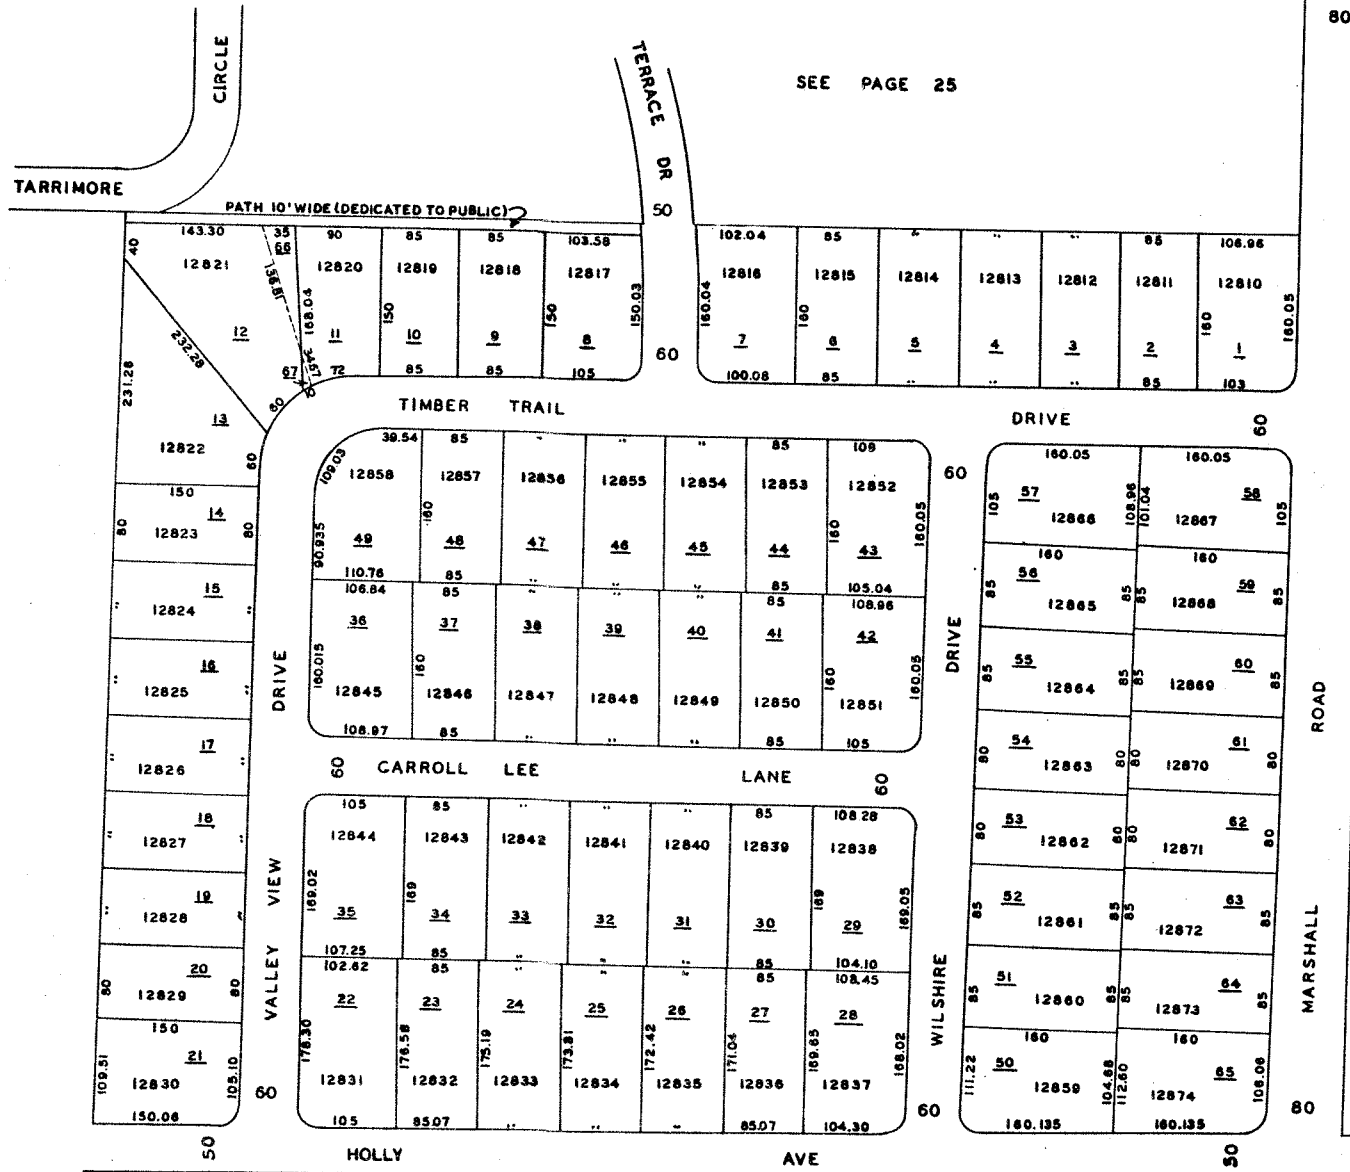 80
CIRCLE
TERRACE DR
SEE PAGE 25
TARRIMORE
PATH 10' WIDE (DEDICATED TO PUBLIC)
50
143.30 35 90 85 85 103.58 102.04 85 " " " 85 106.96
40 66
12821 12820 12819 12818 12817 12816 12815 12814 12813 12812 12811 12810
168.04 150 150 150.03 160.04 160 160 160.05
12 11 10 9 8 7 6 5 4 3 2 1
232.28
60
67 72 85 85 105 100.08 85 " " " 85 103
231.28
60
TIMBER TRAIL DRIVE
60
13
12822
60
39.54 85 " " " 85 109
109.03
12858 12857 12856 12855 12854 12853 12852
160 160 160.05
90.935
49 48 47 46 45 44 43
110.76 85 " " " 85 105.04
60
160.05 160.05
57 58
105 108.96 101.04 105
12866 12867
160 160
150
14
80 12823 80
15
" 12824 "
16
" 12825 "
17
" 12826 "
18
" 12827
19
" 12828 "
20
80 12829 80
150
21
109.51 12830 105.10
150.06
106.84 85 " " " 85 108.96
36 37 38 39 40 41 42
160.015 160 160 160.05
12845 12846 12847 12848 12849 12850 12851
108.97 85 " " " 85 105
DRIVE
DRIVE
56 59
85 12865 85 85 12868 85
55 60
85 12864 85 85 12869 85
54 61
80 12863 80 80 12870 80
53 62
80 12862 80 80 12871 80
52 63
85 12861 85 85 12872 85
51 64
85 12860 85 85 12873 85
160 160
50 65
111.22 12859 104.68 112.60 12874 106.06
160.135 160.135
ROAD
MARSHALL
60 CARROLL LEE LANE 60
105 85 " " " 85 108.28
12844 12843 12842 12841 12840 12839 12838
169.02 169 169 169.05
35 34 33 32 31 30 29
107.25 85 " " 85 104.10
102.62 85 " " 85 108.45
22 23 24 25 26 27 28
178.30 176.58 175.19 173.81 172.42 171.04 169.65 168.02
12831 12832 12833 12834 12835 12836 12837
105 85.07 " " " 85.07 104.39
VALLEY VIEW
WILSHIRE
60 60 80
50 HOLLY AVE 50